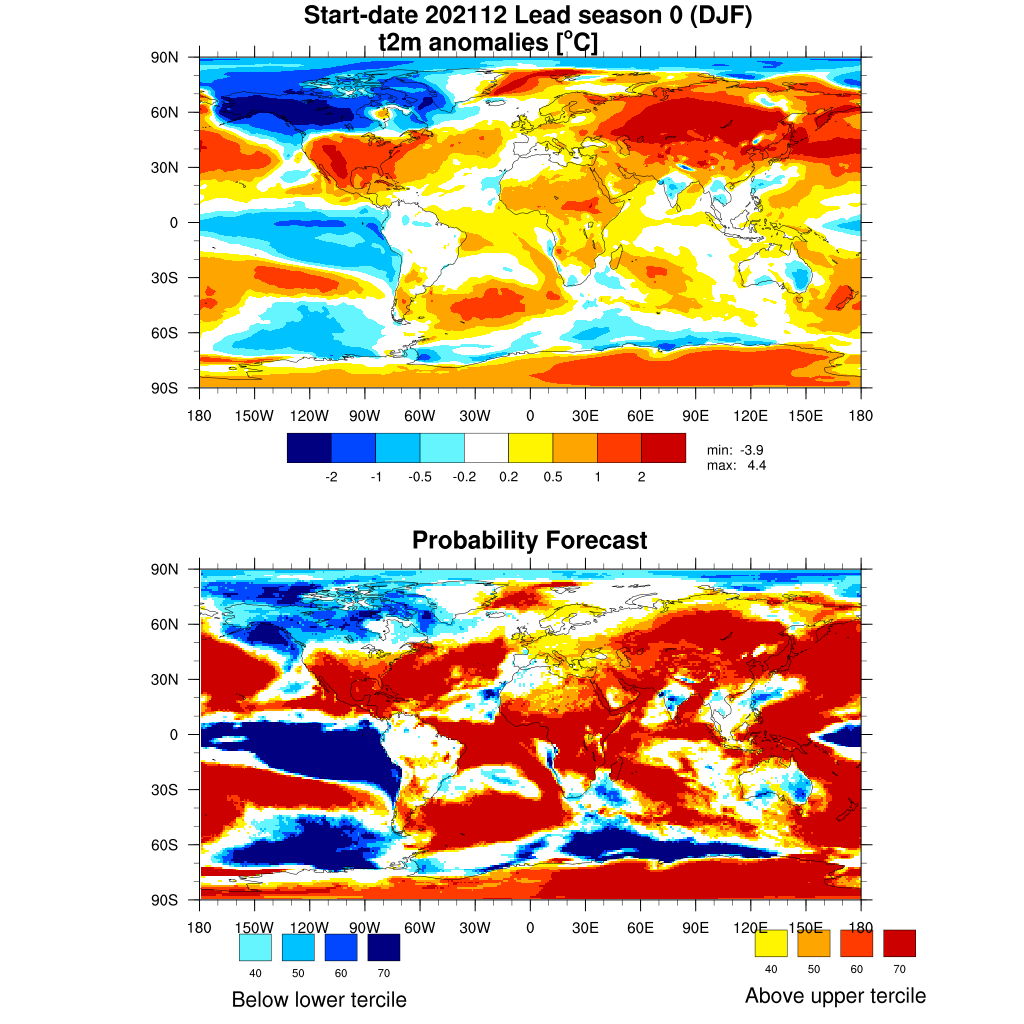 Start-date 202112 Lead season 0 (DJF)
t2m anomalies [°C]
90N
60N
30N
0
30S
60S
90S
180 150W 120W 90W 60W 30W 0 30E 60E 90E 120E 150E 180
-2 -1 -0.5 -0.2 0.2 0.5 1 2
min: -3.9
max: 4.4
Probability Forecast
90N
60N
30N
0
30S
60S
90S
180 150W 120W 90W 60W 30W 0 30E 60E 90E 120E 150E 180
40 50 60 70
Below lower tercile
40 50 60 70
Above upper tercile